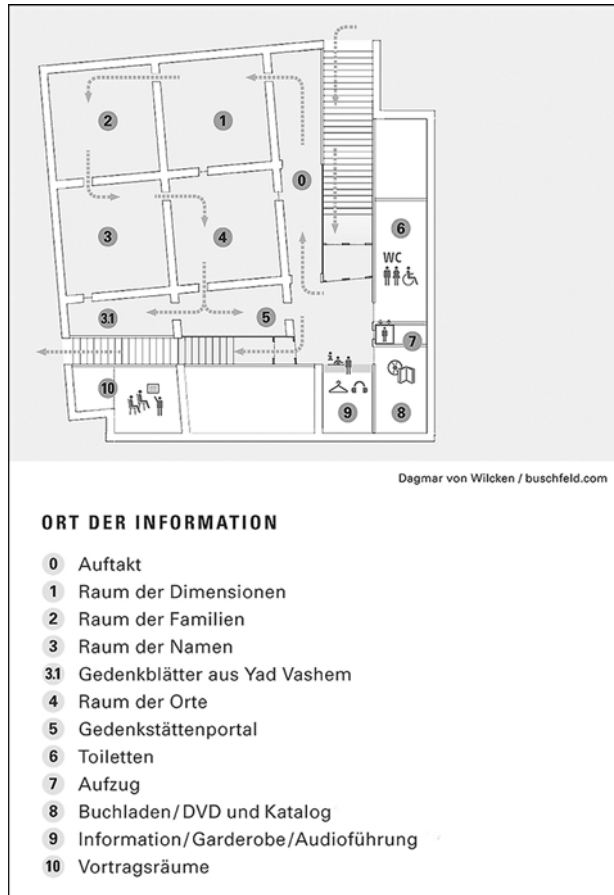 2
1
0
3
4
6
WC
3.1
5
7
10
9
8
Dagmar von Wilcken / buschfeld.com
ORT DER INFORMATION
0 Auftakt
1 Raum der Dimensionen
2 Raum der Familien
3 Raum der Namen
3.1 Gedenkblätter aus Yad Vashem
4 Raum der Orte
5 Gedenkstättenportal
6 Toiletten
7 Aufzug
8 Buchladen/DVD und Katalog
9 Information/Garderobe/Audioführung
10 Vortragsräume